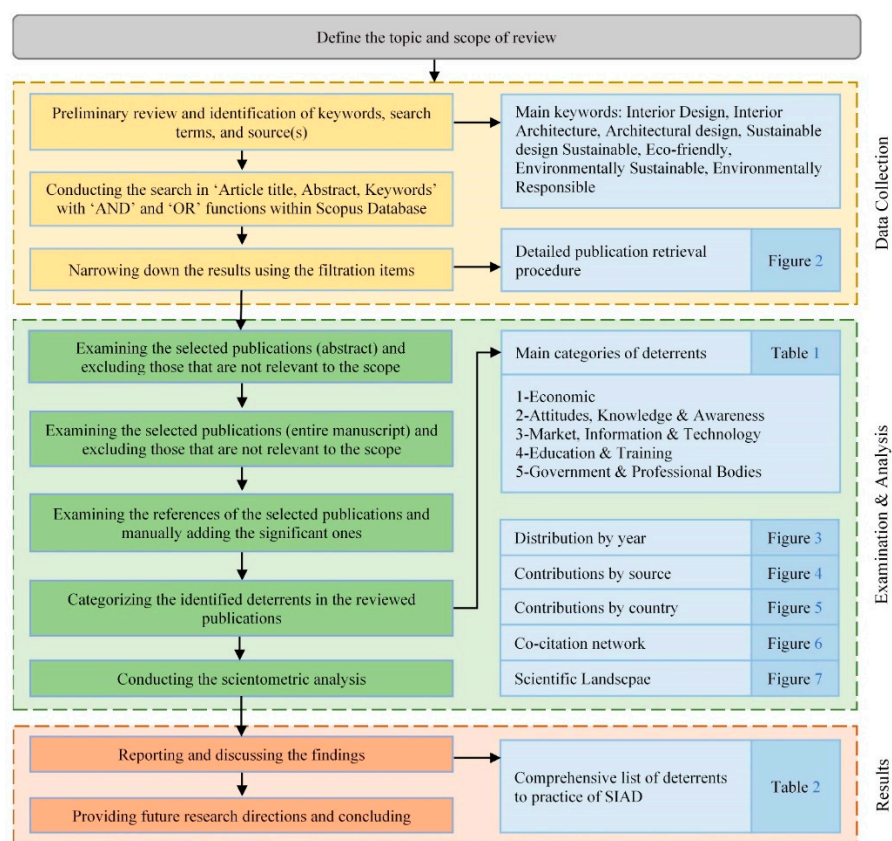 Define the topic and scope of review
Preliminary review and identification of keywords, search
terms, and source(s)
Main keywords: Interior Design, Interior
Architecture, Architectural design, Sustainable
design Sustainable, Eco-friendly,
Environmentally Sustainable, Environmentally
Responsible
Conducting the search in ‘Article title, Abstract, Keywords’
with ‘AND’ and ‘OR’ functions within Scopus Database
Narrowing down the results using the filtration items
Detailed publication retrieval
procedure
Figure 2
Data Collection
Examining the selected publications (abstract) and
excluding those that are not relevant to the scope
Main categories of deterrents
Table 1
1-Economic
2-Attitudes, Knowledge & Awareness
3-Market, Information & Technology
4-Education & Training
5-Government & Professional Bodies
Examining the selected publications (entire manuscript) and
excluding those that are not relevant to the scope
Examining the references of the selected publications and
manually adding the significant ones
Categorizing the identified deterrents in the reviewed
publications
Conducting the scientometric analysis
Distribution by year
Figure 3
Contributions by source
Figure 4
Contributions by country
Figure 5
Co-citation network
Figure 6
Scientific Landscpae
Figure 7
Examination & Analysis
Reporting and discussing the findings
Providing future research directions and concluding
Comprehensive list of deterrents
to practice of SIAD
Table 2
Results